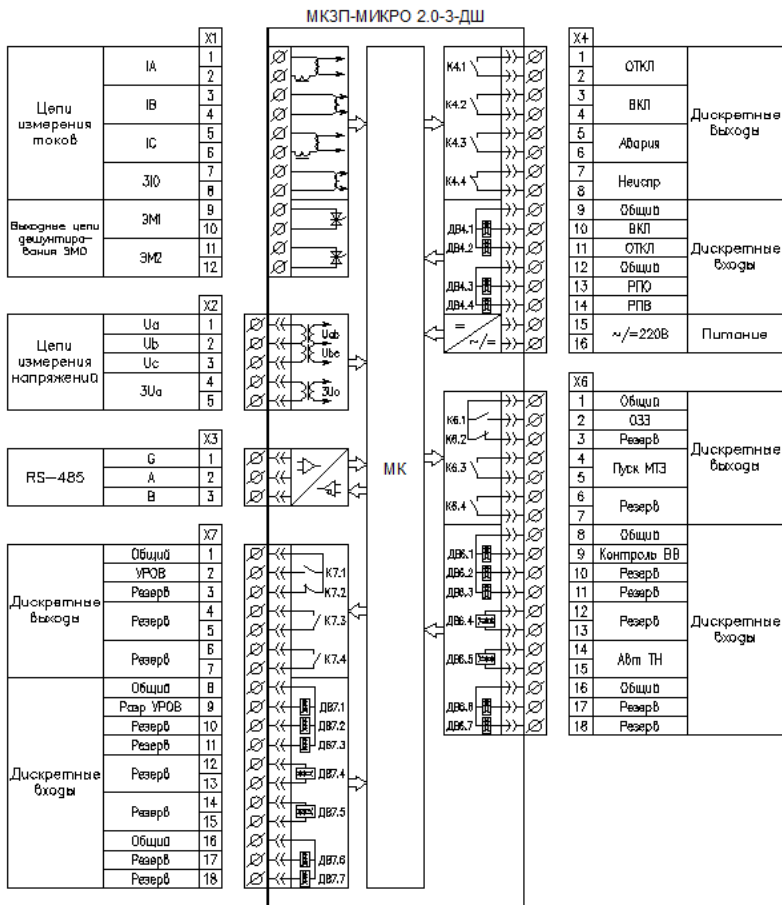 МКЗП-МИКРО 2.0-3-ДШ
X1
Цепи измерения токов
IA
1
2
IB
3
4
IC
5
6
3I0
7
8
Выходные цепи дешунтиро-
вания ЭМО
ЭМ1
9
10
ЭМ2
11
12
X2
Цепи измерения напряжений
Ua 1
Ub 2
Uc 3
3Uo
4
5
Uab
Ubc
3Uo
X3
RS-485
G 1
A 2
B 3
МК
X7
Дискретные выходы
Общий 1
УРОВ 2
Резерв 3
Резерв
4
5
Резерв
6
7
K7.1
K7.2
K7.3
K7.4
Дискретные входы
Общий 8
Разр УРОВ 9
Резерв 10
Резерв 11
Резерв
12
13
Резерв
14
15
Общий 16
Резерв 17
Резерв 18
ДВ7.1
ДВ7.2
ДВ7.3
ДВ7.4
ДВ7.5
ДВ7.6
ДВ7.7
X4
K4.1
K4.2
K4.3
K4.4
1
2
ОТКЛ
3
4
ВКЛ
5
6
Авария
7
8
Неиспр
Дискретные выходы
ДВ4.1
ДВ4.2
ДВ4.3
ДВ4.4
9 Общий
10 ВКЛ
11 ОТКЛ
12 Общий
13 РПО
14 РПВ
Дискретные входы
=
~/=
15
16
~/=220В
Питание
X6
K6.1
K6.2
K6.3
K6.4
1 Общий
2 ОЗЗ
3 Резерв
4
5
Пуск МТЗ
6
7
Резерв
Дискретные выходы
ДВ6.1
ДВ6.2
ДВ6.3
ДВ6.4
ДВ6.5
ДВ6.6
ДВ6.7
8 Общий
9 Контроль ВВ
10 Резерв
11 Резерв
12
13
Резерв
14
15
Авт ТН
16 Общий
17 Резерв
18 Резерв
Дискретные входы